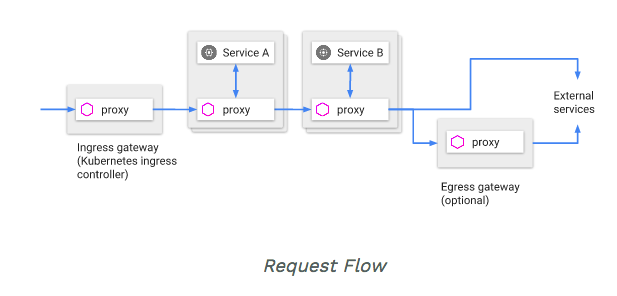 Service A
Service B
proxy
proxy
proxy
External
services
Ingress gateway
(Kubernetes ingress
controller)
proxy
Egress gateway
(optional)
Request Flow